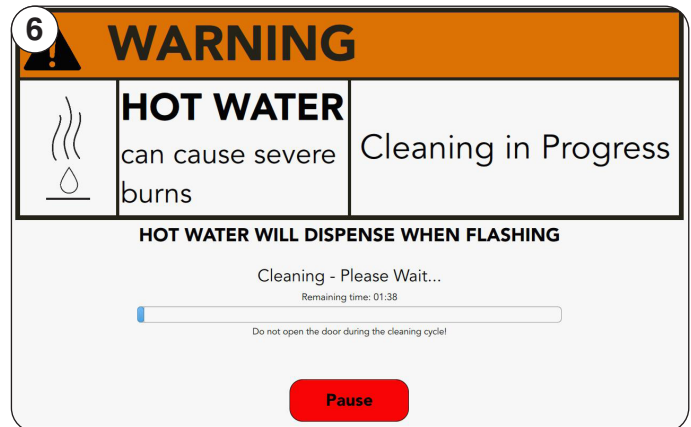 6
WARNING
HOT WATER
can cause severe
burns
Cleaning in Progress
HOT WATER WILL DISPENSE WHEN FLASHING
Cleaning - Please Wait...
Remaining time: 01:38
Do not open the door during the cleaning cycle!
Pause